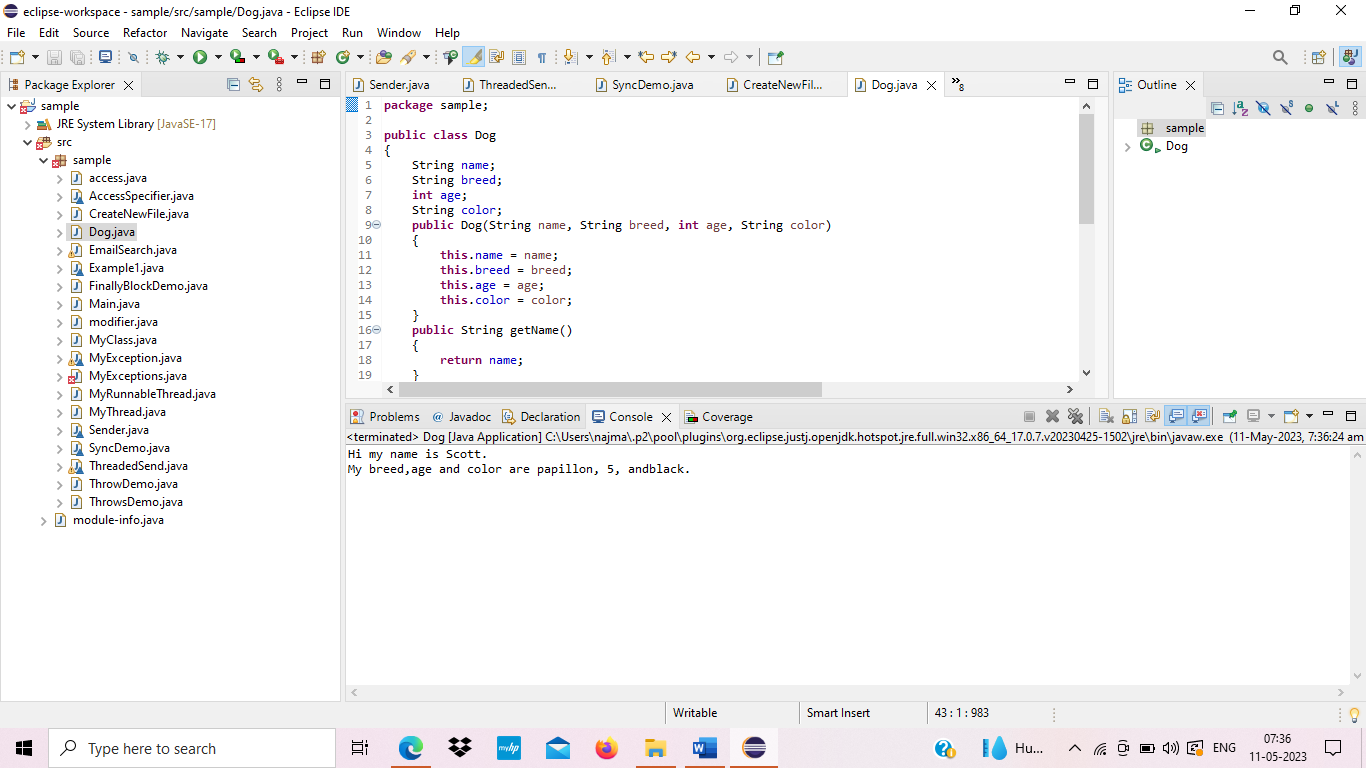 eclipse-workspace - sample/src/sample/Dog.java - Eclipse IDE
File Edit Source Refactor Navigate Search Project Run Window Help
Package Explorer
sample
JRE System Library [JavaSE-17]
src
sample
access.java
AccessSpecifier.java
CreateNewFile.java
Dog.java
EmailSearch.java
Example1.java
FinallyBlockDemo.java
Main.java
modifier.java
MyClass.java
MyException.java
MyExceptions.java
MyRunnableThread.java
MyThread.java
Sender.java
SyncDemo.java
ThreadedSend.java
ThrowDemo.java
ThrowsDemo.java
module-info.java
Sender.java ThreadedSen... SyncDemo.java CreateNewFil... Dog.java »8
1 package sample;
2
3 public class Dog
4 {
5 String name;
6 String breed;
7 int age;
8 String color;
9 public Dog(String name, String breed, int age, String color)
10 {
11 this.name = name;
12 this.breed = breed;
13 this.age = age;
14 this.color = color;
15 }
16 public String getName()
17 {
18 return name;
19 }
Outline
sample
Dog
Problems @ Javadoc Declaration Console Coverage
<terminated> Dog [Java Application] C:\Users\najma\.p2\pool\plugins\org.eclipse.justj.openjdk.hotspot.jre.full.win32.x86_64_17.0.7.v20230425-1502\jre\bin\javaw.exe (11-May-2023, 7:36:24 am
Hi my name is Scott.
My breed,age and color are papillon, 5, andblack.
Writable Smart Insert 43 : 1 : 983
Type here to search
myhp
W
Hu...
ENG
07:36
11-05-2023